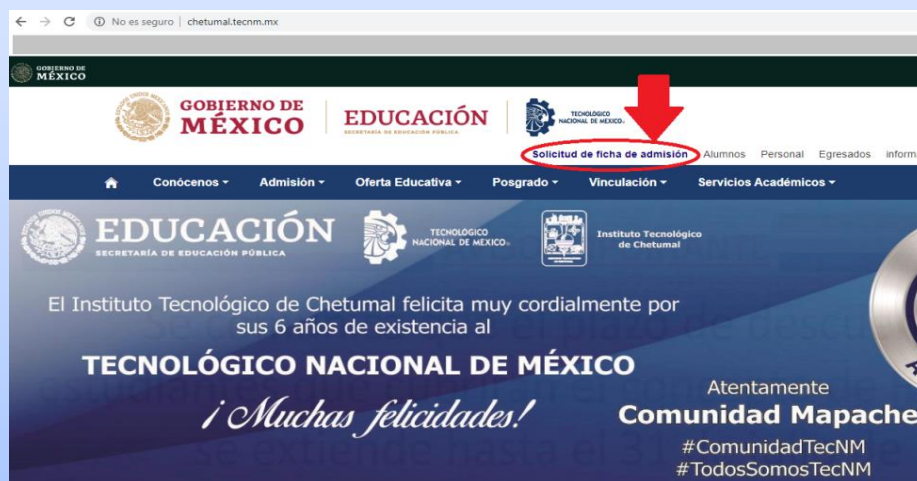 No es seguro | chetumal.tecnm.mx
GOBIERNO DE
MÉXICO
GOBIERNO DE
MÉXICO
EDUCACIÓN
SECRETARÍA DE EDUCACIÓN PÚBLICA
TECNOLÓGICO
NACIONAL DE MÉXICO
Solicitud de ficha de admisión Alumnos Personal Egresados inform
Conócenos Admisión Oferta Educativa Posgrado Vinculación Servicios Académicos
EDUCACIÓN
SECRETARÍA DE EDUCACIÓN PÚBLICA
TECNOLÓGICO
NACIONAL DE MÉXICO
Instituto Tecnológico
de Chetumal
El Instituto Tecnológico de Chetumal felicita muy cordialmente por
sus 6 años de existencia al
TECNOLÓGICO NACIONAL DE MÉXICO
¡Muchas felicidades!
Atentamente
Comunidad Mapache
#ComunidadTecNM
#TodosSomosTecNM